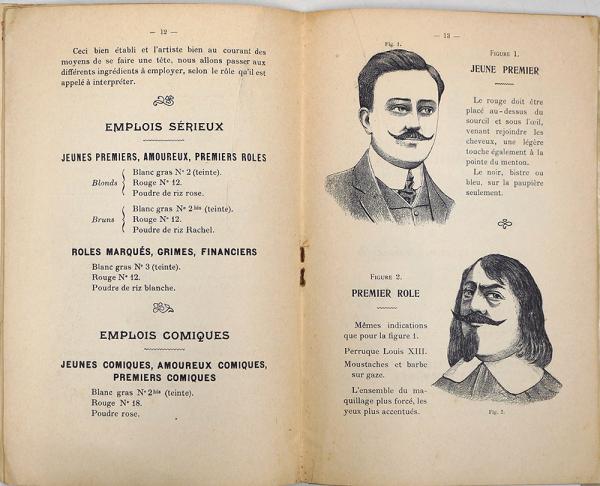 — 12 —
Ceci bien établi et l'artiste bien au courant des
moyens de se faire une tête, nous allons passer aux
différents ingrédients à employer, selon le rôle qu'il est
appelé à interpréter.
EMPLOIS SÉRIEUX
JEUNES PREMIERS, AMOUREUX, PREMIERS ROLES
Blonds { Blanc gras N° 2 (teinte).
Rouge N° 12.
Poudre de riz rose.
Bruns { Blanc gras N° 2 bis (teinte).
Rouge N° 12.
Poudre de riz Rachel.
ROLES MARQUÉS, GRIMES, FINANCIERS
Blanc gras N° 3 (teinte).
Rouge N° 12.
Poudre de riz blanche.
EMPLOIS COMIQUES
JEUNES COMIQUES, AMOUREUX COMIQUES,
PREMIERS COMIQUES
Blanc gras N° 2 bis (teinte).
Rouge N° 18.
Poudre rose.
— 13 —
Fig. 1.
FIGURE 1.
JEUNE PREMIER
Le rouge doit être
placé au-dessus du
sourcil et sous l'œil,
venant rejoindre les
cheveux, une légère
touche également à la
pointe du menton.
Le noir, bistre ou
bleu, sur la paupière
seulement.
FIGURE 2.
PREMIER ROLE
Mêmes indications
que pour la figure 1.
Perruque Louis XIII.
Moustaches et barbe
sur gaze.
L'ensemble du ma-
quillage plus forcé, les
yeux plus accentués.
Fig. 2.